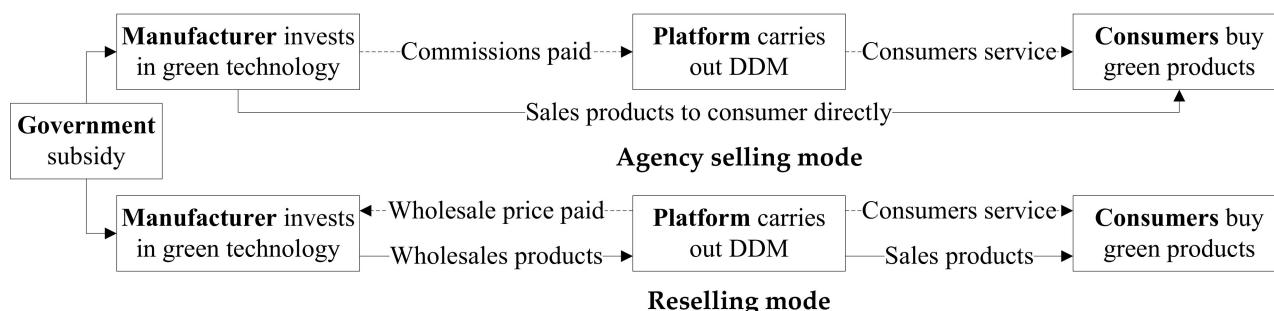 Manufacturer invests
in green technology
Commissions paid
Platform carries
out DDM
Consumers service
Consumers buy
green products
Sales products to consumer directly
Government
subsidy
Agency selling mode
Manufacturer invests
in green technology
Wholesale price paid
Wholesales products
Platform carries
out DDM
Consumers service
Sales products
Consumers buy
green products
Reselling mode